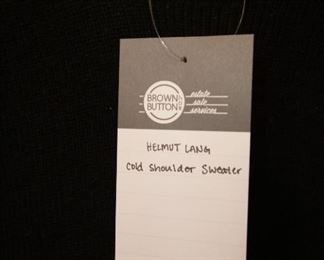 BROWN
BUTTON
estate
sale
services
HELMUT LANG
Cold Shoulder Sweater